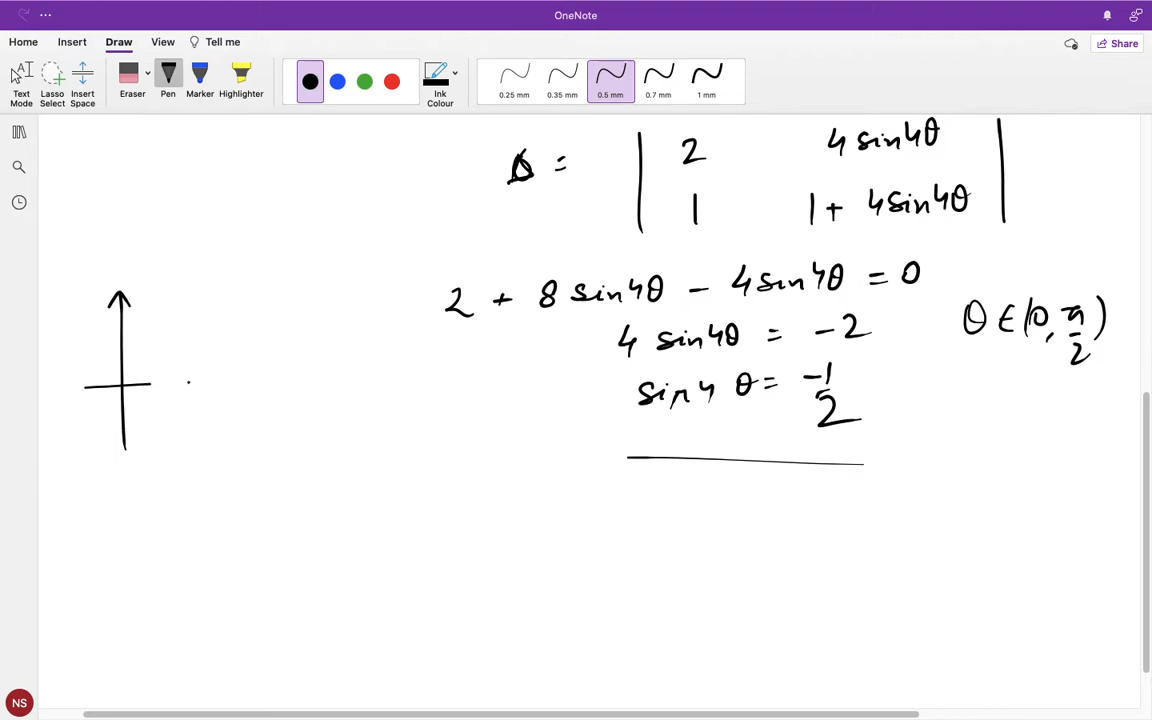 OneNote
Home Insert Draw View Tell me
Share
Text Mode Lasso Select Insert Space Eraser Pen Marker Highlighter Ink Colour 0.25 mm 0.35 mm 0.5 mm 0.7 mm 1 mm
Δ = | 2 4 sin4θ |
| 1 1 + 4sin4θ |
2 + 8 sin4θ - 4sin4θ = 0
4 sin4θ = -2
θ ∈ (0, π/2)
sin 4 θ = -1/2
NS